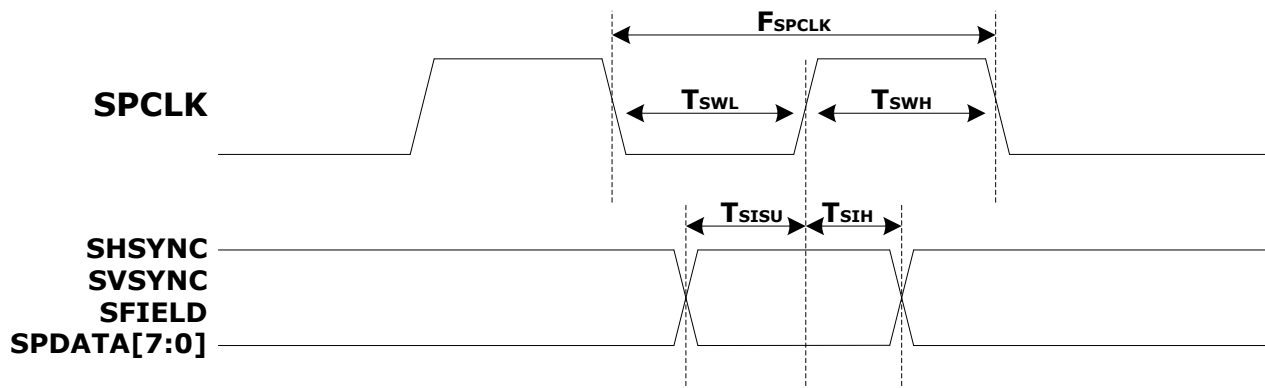 FSPCLK
SPCLK
TSWL
TSWH
TSISU
TSIH
SHSYNC
SVSYNC
SFIELD
SPDATA[7:0]